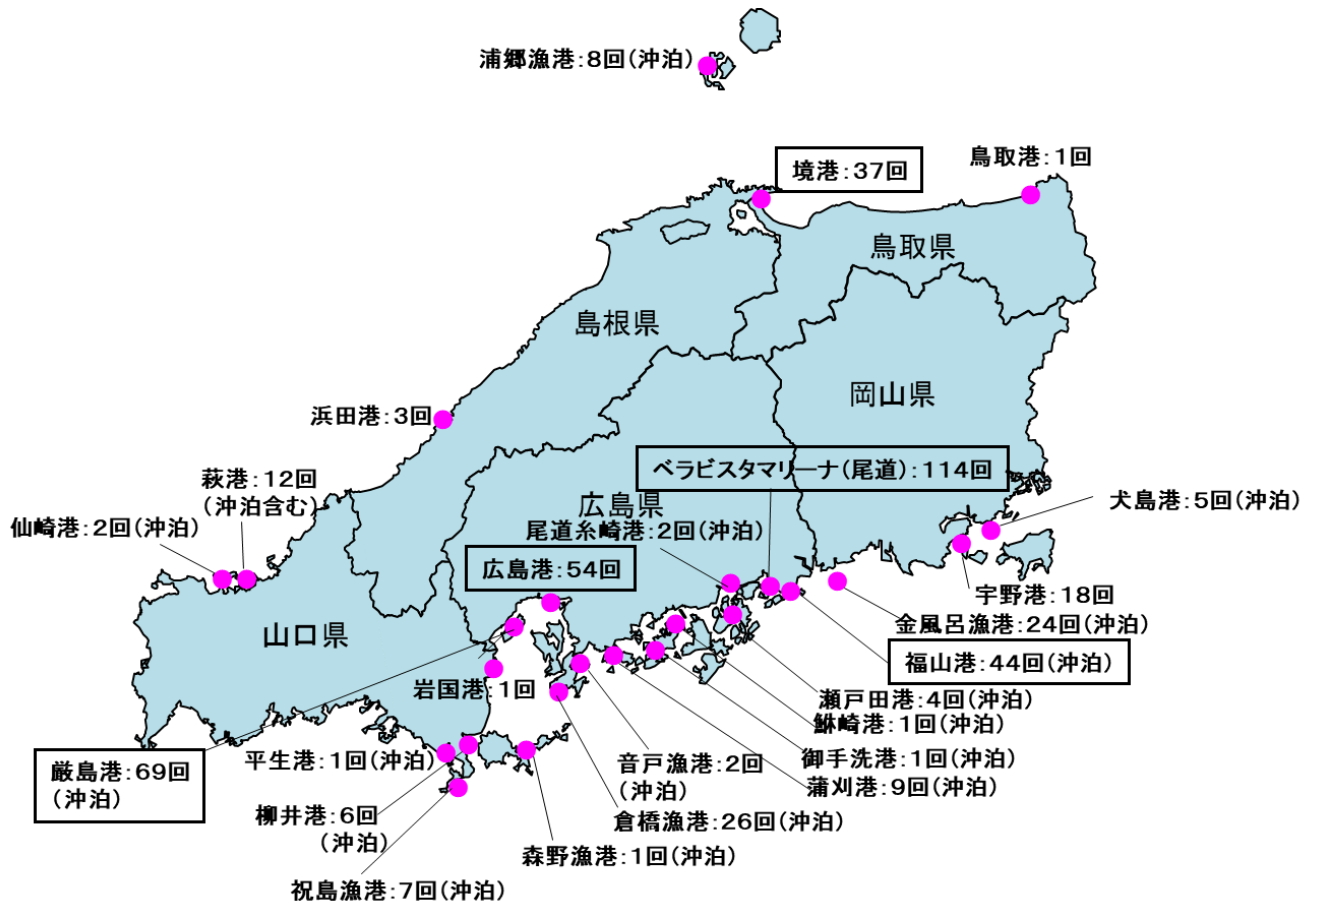 浦郷漁港:8回(沖泊)
鳥取港:1回
境港:37回
鳥取県
島根県
岡山県
浜田港:3回
ベラビスタマリーナ(尾道):114回
萩港:12回
(沖泊含む)
犬島港:5回(沖泊)
広島県
仙崎港:2回(沖泊)
尾道糸崎港:2回(沖泊)
広島港:54回
宇野港:18回
金風呂漁港:24回(沖泊)
山口県
福山港:44回(沖泊)
岩国港:1回
瀬戸田港:4回(沖泊)
鮴崎港:1回(沖泊)
御手洗港:1回(沖泊)
平生港:1回(沖泊)
厳島港:69回
(沖泊)
音戸漁港:2回
(沖泊)
蒲刈港:9回(沖泊)
柳井港:6回
(沖泊)
倉橋漁港:26回(沖泊)
森野漁港:1回(沖泊)
祝島漁港:7回(沖泊)